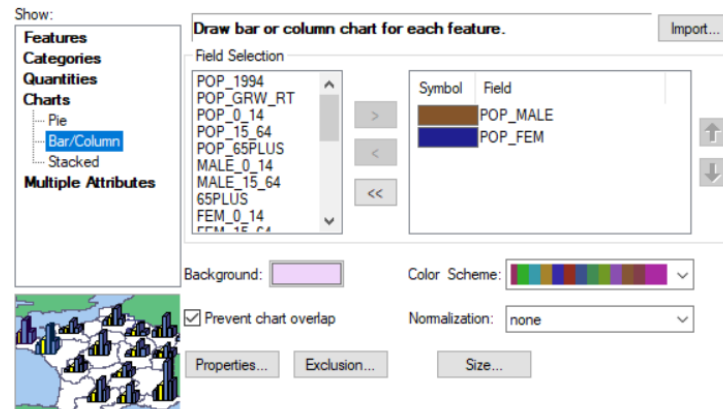 Show:
Features
Categories
Quantities
Charts
Pie
Bar/Column
Stacked
Multiple Attributes
Draw bar or column chart for each feature.
Import...
Field Selection
POP_1994
POP_GRW_RT
POP_0_14
POP_15_64
POP_65PLUS
MALE_0_14
MALE_15_64
65PLUS
FEM_0_14
FEM_15_64
>
<
<<
Symbol Field
POP_MALE
POP_FEM
Background:
Color Scheme:
Prevent chart overlap
Normalization: none
Properties...
Exclusion...
Size...